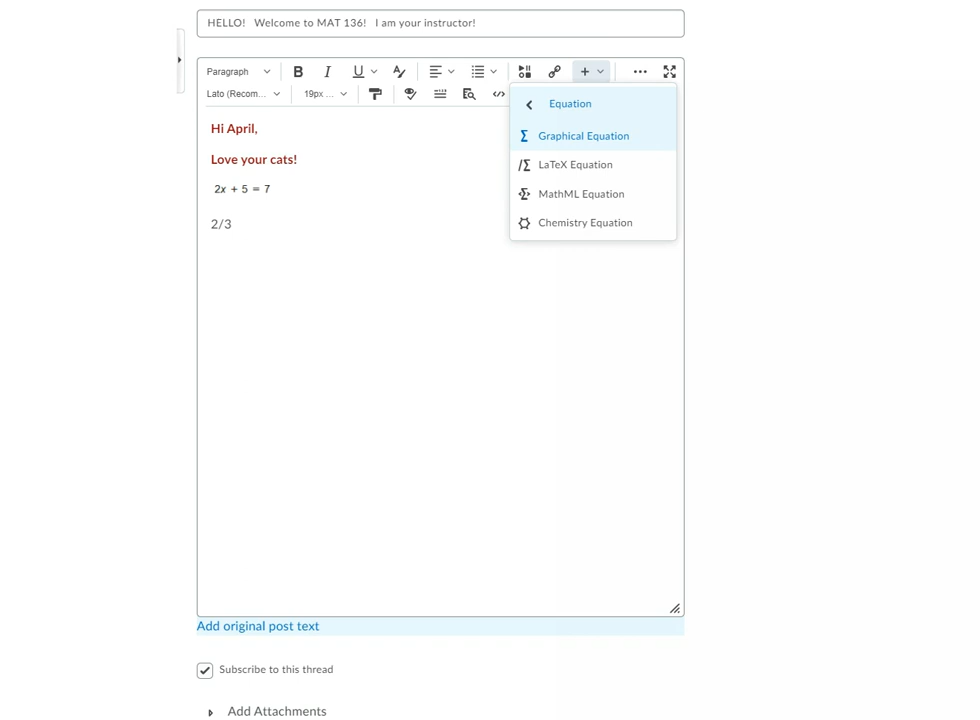 HELLO! Welcome to MAT 136! I am your instructor!
Paragraph B I U
Lato (Recom... 19px ...
Equation
Graphical Equation
LaTeX Equation
MathML Equation
Chemistry Equation
Hi April,
Love your cats!
2x + 5 = 7
2/3
Add original post text
Subscribe to this thread
Add Attachments